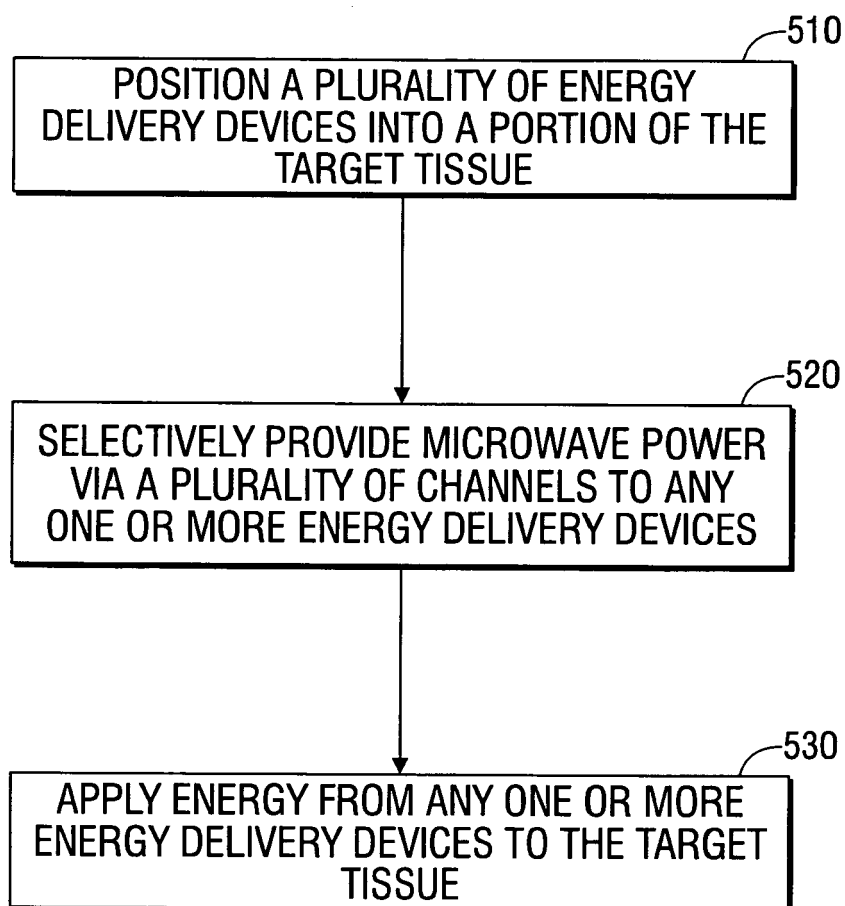 510
POSITION A PLURALITY OF ENERGY
DELIVERY DEVICES INTO A PORTION OF THE
TARGET TISSUE
520
SELECTIVELY PROVIDE MICROWAVE POWER
VIA A PLURALITY OF CHANNELS TO ANY
ONE OR MORE ENERGY DELIVERY DEVICES
530
APPLY ENERGY FROM ANY ONE OR MORE
ENERGY DELIVERY DEVICES TO THE TARGET
TISSUE